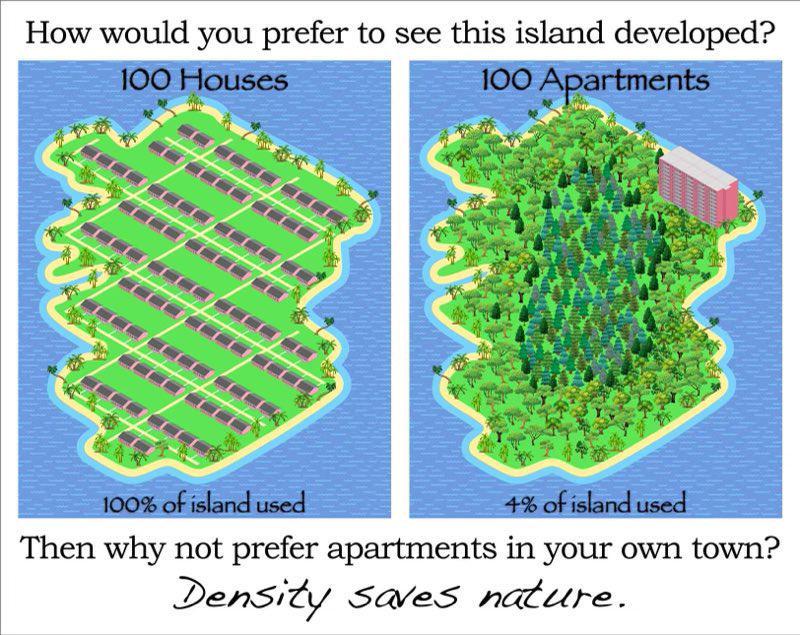 How would you prefer to see this island developed?
100 Houses
100 Apartments
100% of island used
4% of island used
Then why not prefer apartments in your own town?
Density saves nature.